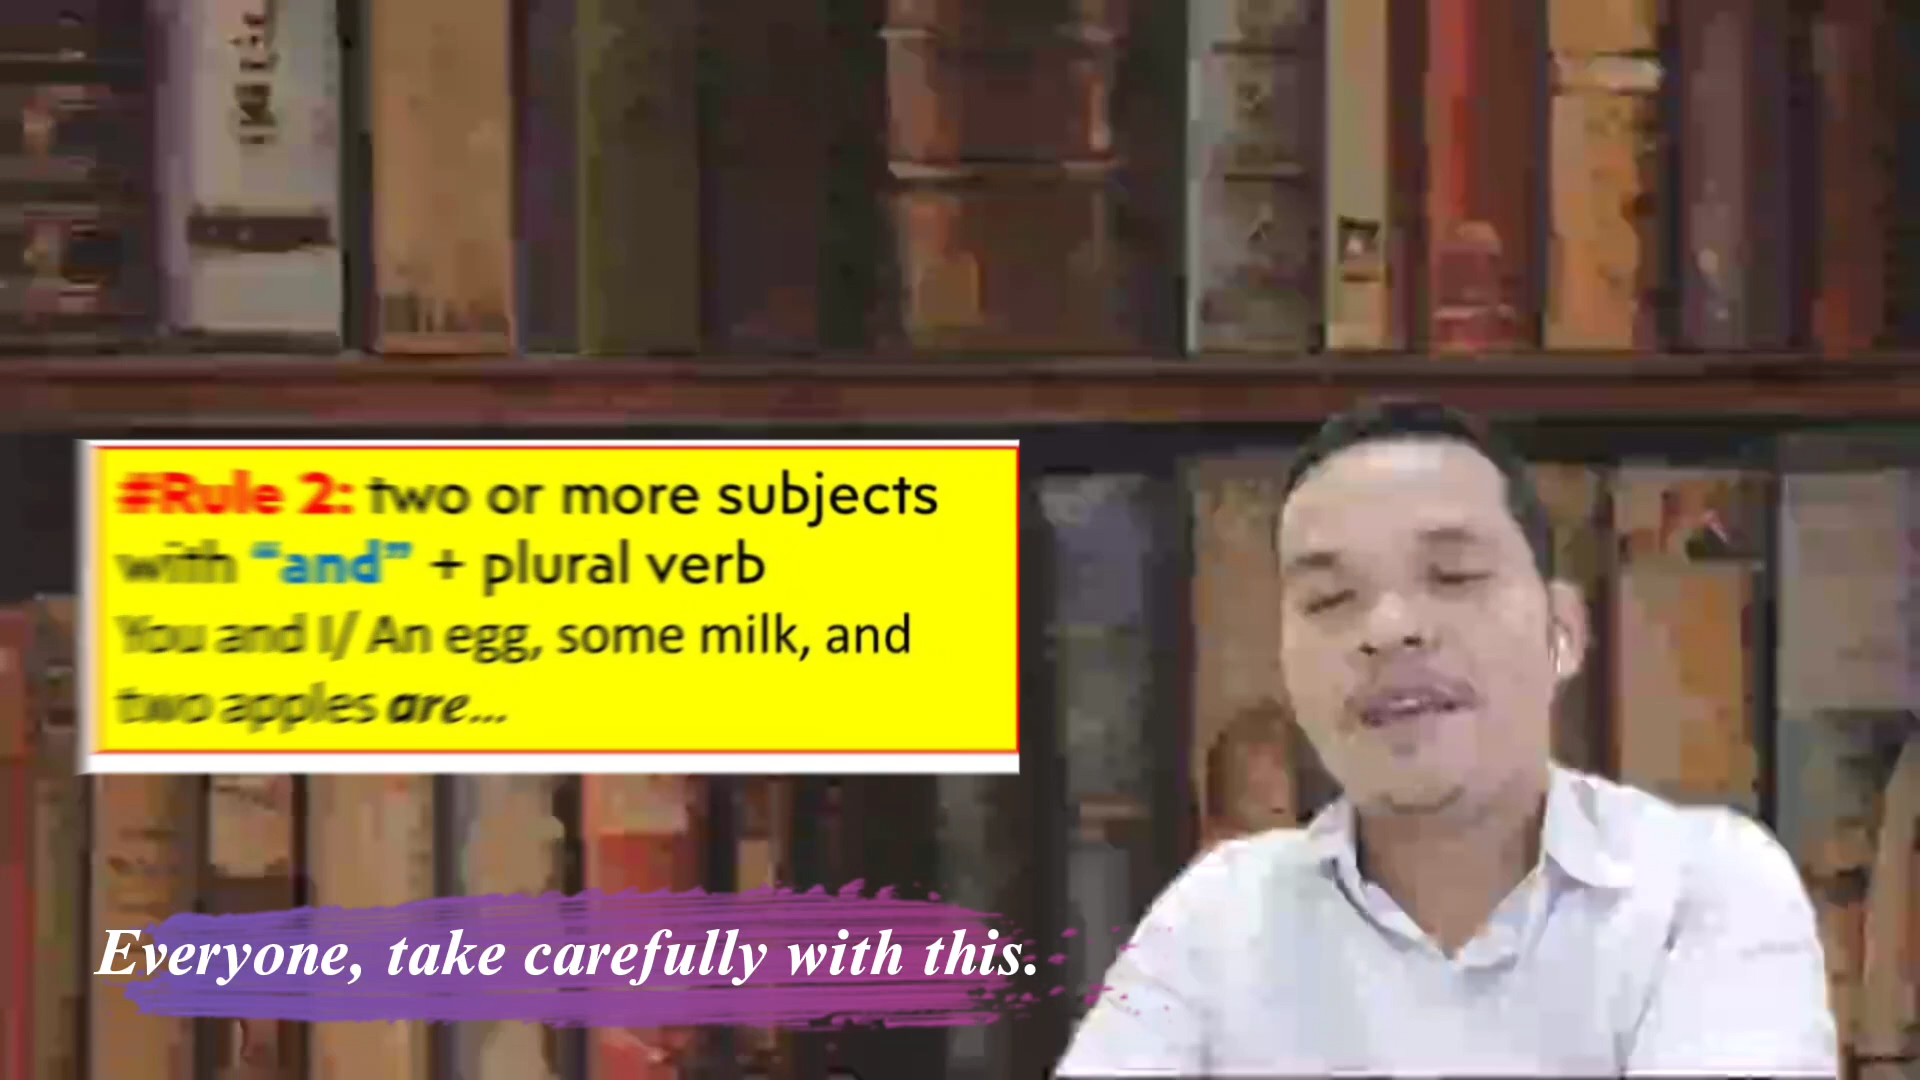 #Rule 2: two or more subjects
with “and” + plural verb
You and I/ An egg, some milk, and
two apples are...
Everyone, take carefully with this.